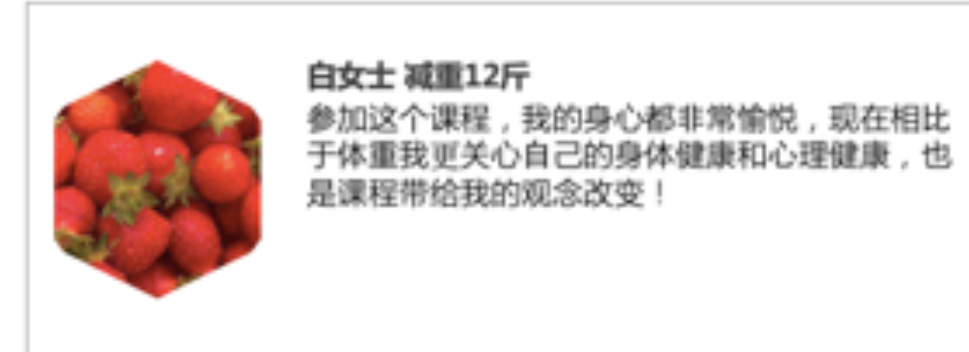 白女士 减重12斤
参加这个课程，我的身心都非常愉悦，现在相比
于体重我更关心自己的身体健康和心理健康，也
是课程带给我的观念改变！